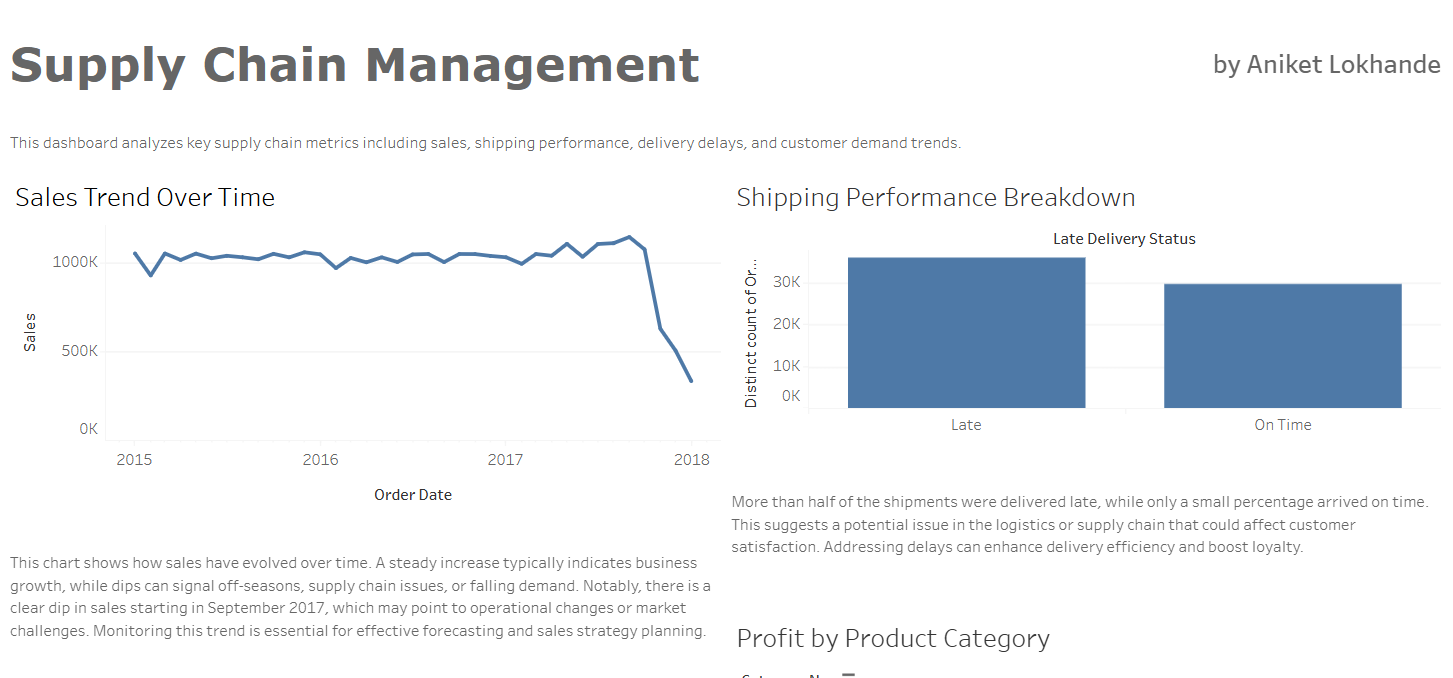 Supply Chain Management
by Aniket Lokhande
This dashboard analyzes key supply chain metrics including sales, shipping performance, delivery delays, and customer demand trends.
Sales Trend Over Time
1000K
500K
0K
Sales
2015 2016 2017 2018
Order Date
This chart shows how sales have evolved over time. A steady increase typically indicates business
growth, while dips can signal off-seasons, supply chain issues, or falling demand. Notably, there is a
clear dip in sales starting in September 2017, which may point to operational changes or market
challenges. Monitoring this trend is essential for effective forecasting and sales strategy planning.
Shipping Performance Breakdown
Late Delivery Status
Distinct count of Or...
30K
20K
10K
0K
Late On Time
More than half of the shipments were delivered late, while only a small percentage arrived on time.
This suggests a potential issue in the logistics or supply chain that could affect customer
satisfaction. Addressing delays can enhance delivery efficiency and boost loyalty.
Profit by Product Category